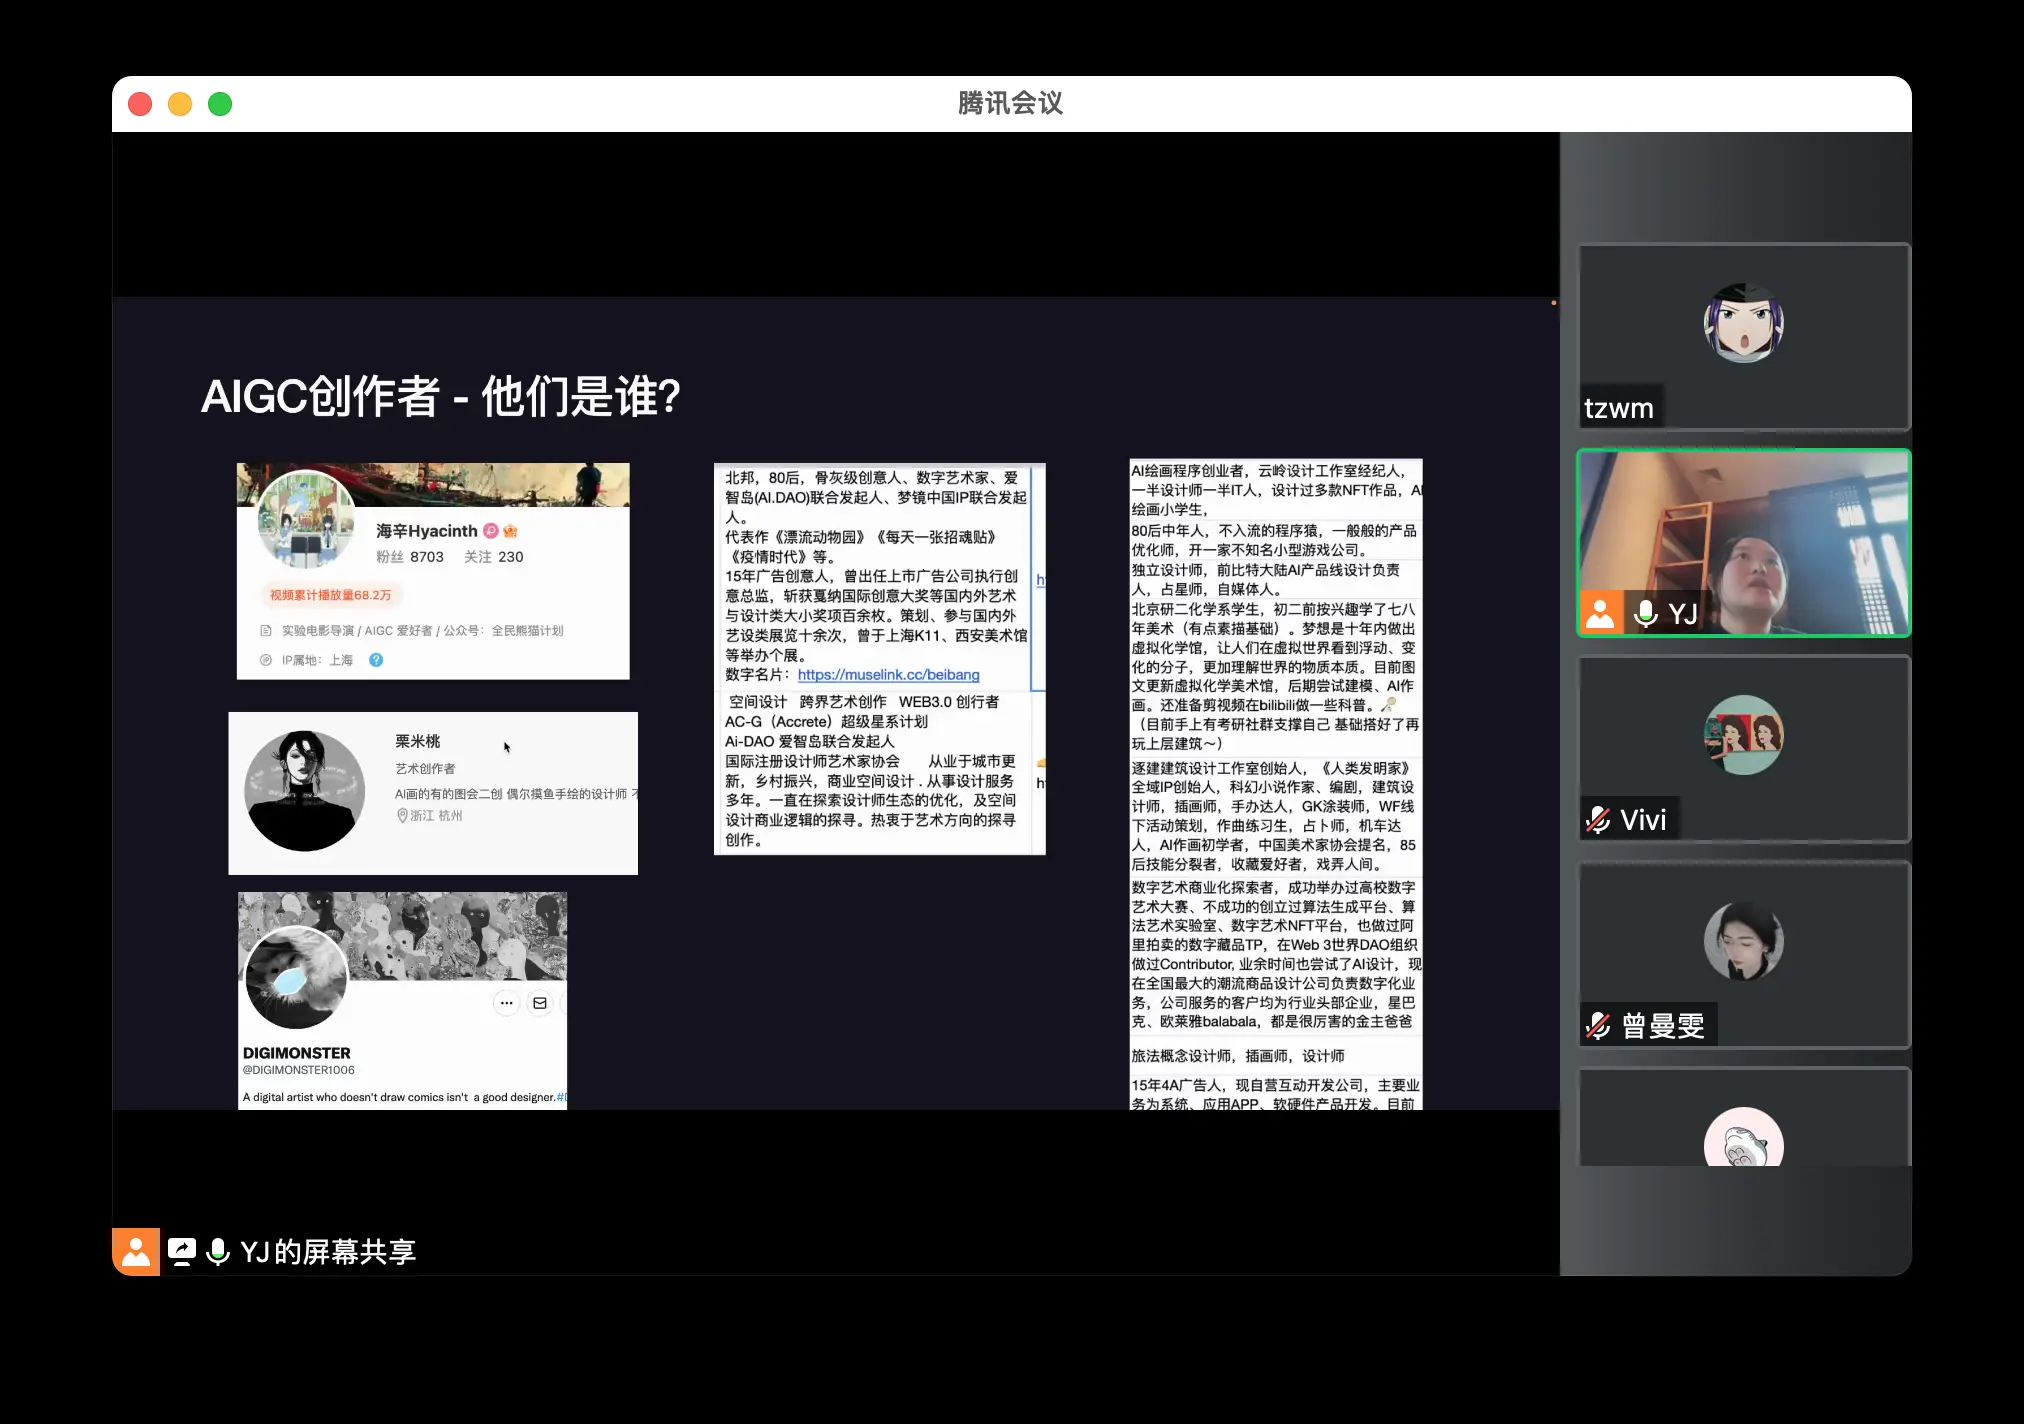 腾讯会议
AIGC创作者 - 他们是谁?
海辛Hyacinth
粉丝 8703 关注 230
视频累计播放量68.2万
实验电影导演 / AIGC 爱好者 / 公众号：全民熊猫计划
IP属地：上海
栗米桃
艺术创作者
AI画的有的图会二创 偶尔摸鱼手绘的设计师
浙江 杭州
DIGIMONSTER
@DIGIMONSTER1006
A digital artist who doesn't draw comics isn't a good designer.
北邦，80后，骨灰级创意人、数字艺术家、爱
智岛(AI.DAO)联合发起人、梦镜中国IP联合发起
人。
代表作《漂流动物园》《每天一张招魂贴》
《疫情时代》等。
15年广告创意人，曾出任上市广告公司执行创
意总监，斩获戛纳国际创意大奖等国内外艺术
与设计类大小奖项百余枚。策划、参与国内外
艺设类展览十余次，曾于上海K11、西安美术馆
等举办个展。
数字名片：https://muselink.cc/beibang
空间设计 跨界艺术创作 WEB3.0 创行者
AC-G（Accrete）超级星系计划
Ai-DAO 爱智岛联合发起人
国际注册设计师艺术家协会 从业于城市更
新，乡村振兴，商业空间设计 . 从事设计服务
多年。一直在探索设计师生态的优化，及空间
设计商业逻辑的探寻。热衷于艺术方向的探寻
创作。
AI绘画程序创业者，云岭设计工作室经纪人，
一半设计师一半IT人，设计过多款NFT作品，AI
绘画小学生，
80后中年人，不入流的程序猿，一般般的产品
优化师，开一家不知名小型游戏公司。
独立设计师，前比特大陆AI产品线设计负责
人，占星师，自媒体人。
北京研二化学系学生，初二前按兴趣学了七八
年美术（有点素描基础）。梦想是十年内做出
虚拟化学馆，让人们在虚拟世界看到浮动、变
化的分子，更加理解世界的物质本质。目前图
文更新虚拟化学美术馆，后期尝试建模、AI作
画。还准备剪视频在bilibili做一些科普。
（目前手上有考研社群支撑自己 基础搭好了再
玩上层建筑～）
逐建建筑设计工作室创始人，《人类发明家》
全域IP创始人，科幻小说作家、编剧，建筑设
计师，插画师，手办达人，GK涂装师，WF线
下活动策划，作曲练习生，占卜师，机车达
人，AI作画初学者，中国美术家协会提名，85
后技能分裂者，收藏爱好者，戏弄人间。
数字艺术商业化探索者，成功举办过高校数字
艺术大赛、不成功的创立过算法生成平台、算
法艺术实验室、数字艺术NFT平台，也做过阿
里拍卖的数字藏品TP，在Web 3世界DAO组织
做过Contributor, 业余时间也尝试了AI设计，现
在全国最大的潮流商品设计公司负责数字化业
务，公司服务的客户均为行业头部企业，星巴
克、欧莱雅balabala，都是很厉害的金主爸爸
旅法概念设计师，插画师，设计师
15年4A广告人，现自营互动开发公司，主要业
务为系统、应用APP、软硬件产品开发。目前
tzwm
YJ
Vivi
曾曼雯
YJ的屏幕共享